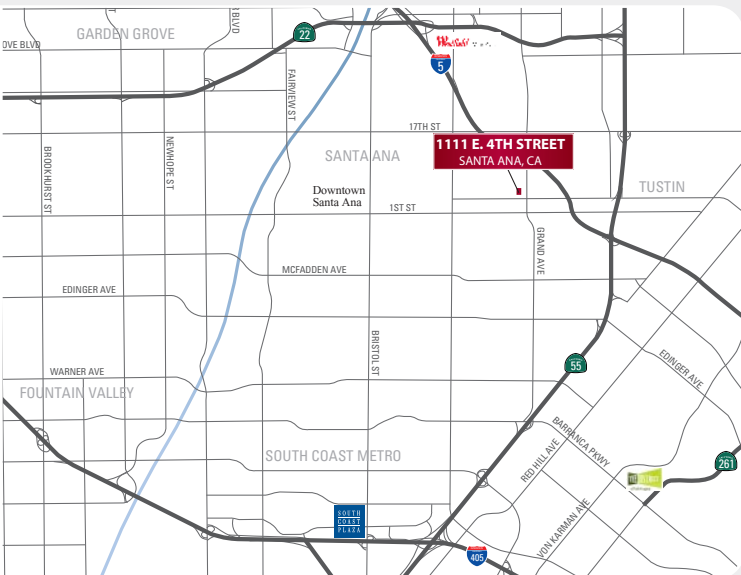 GARDEN GROVE
BLVD
OVE BLVD
22
5
FAIRVIEW ST
17TH ST
1111 E. 4TH STREET
SANTA ANA, CA
BROOKHURST ST
NEWHOPE ST
SANTA ANA
Downtown
Santa Ana
TUSTIN
1ST ST
GRAND AVE
MCFADDEN AVE
EDINGER AVE
BRISTOL ST
WARNER AVE
55
EDINGER AVE
FOUNTAIN VALLEY
BARRANCA PKWY
RED HILL AVE
SOUTH COAST METRO
261
SOUTH
COAST
PLAZA
VON KARMAN AVE
405